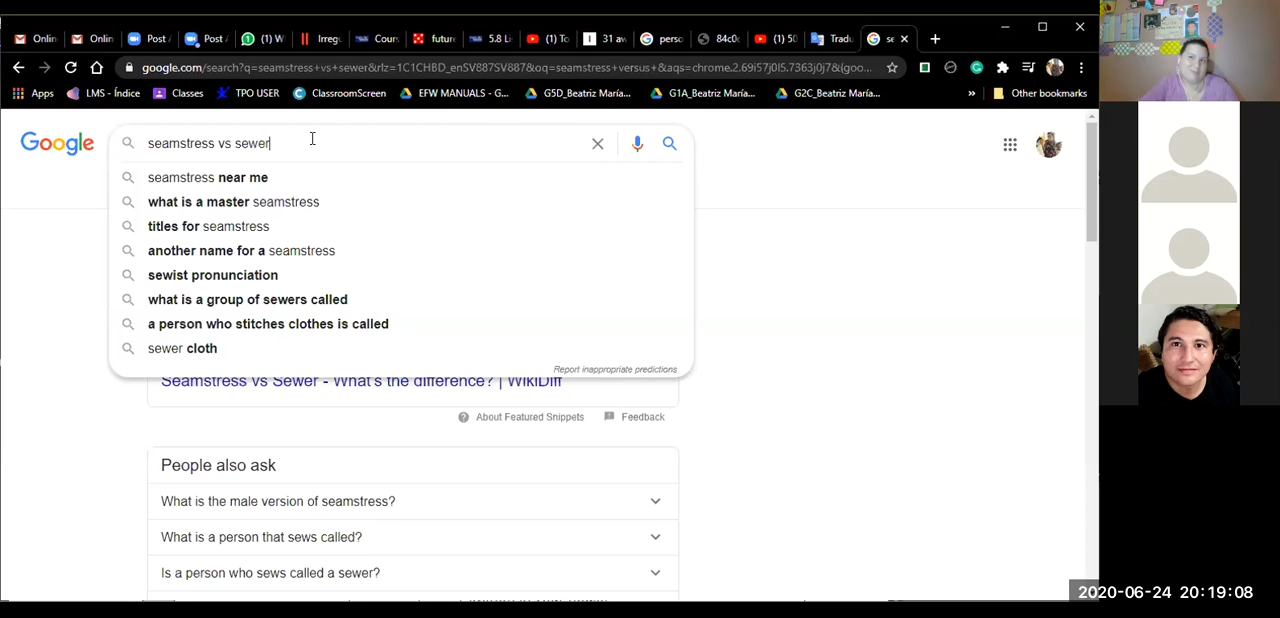 Onlin
Onlin
Post
Post
(1) W
Irreg
Cours
futur
5.8 Li
(1) To
31 aw
perso
84c0
(1) 50
Tradu
se
google.com/search?q=seamstress+vs+sewer&rlz=1C1CHBD_enSV887SV887&oq=seamstress+versus+&aqs=chrome.2.69i57j0l5.7363j0j7&{goo...
Apps
LMS - Índice
Classes
TPO USER
ClassroomScreen
EFW MANUALS - G...
G5D_Beatriz María...
G1A_Beatriz María...
G2C_Beatriz María...
»
Other bookmarks
Google
seamstress vs sewer
seamstress near me
what is a master seamstress
titles for seamstress
another name for a seamstress
sewist pronunciation
what is a group of sewers called
a person who stitches clothes is called
sewer cloth
Report inappropriate predictions
Seamstress vs Sewer - What's the difference? | WikiDiff
About Featured Snippets
Feedback
People also ask
What is the male version of seamstress?
What is a person that sews called?
Is a person who sews called a sewer?
2020-06-24 20:19:08